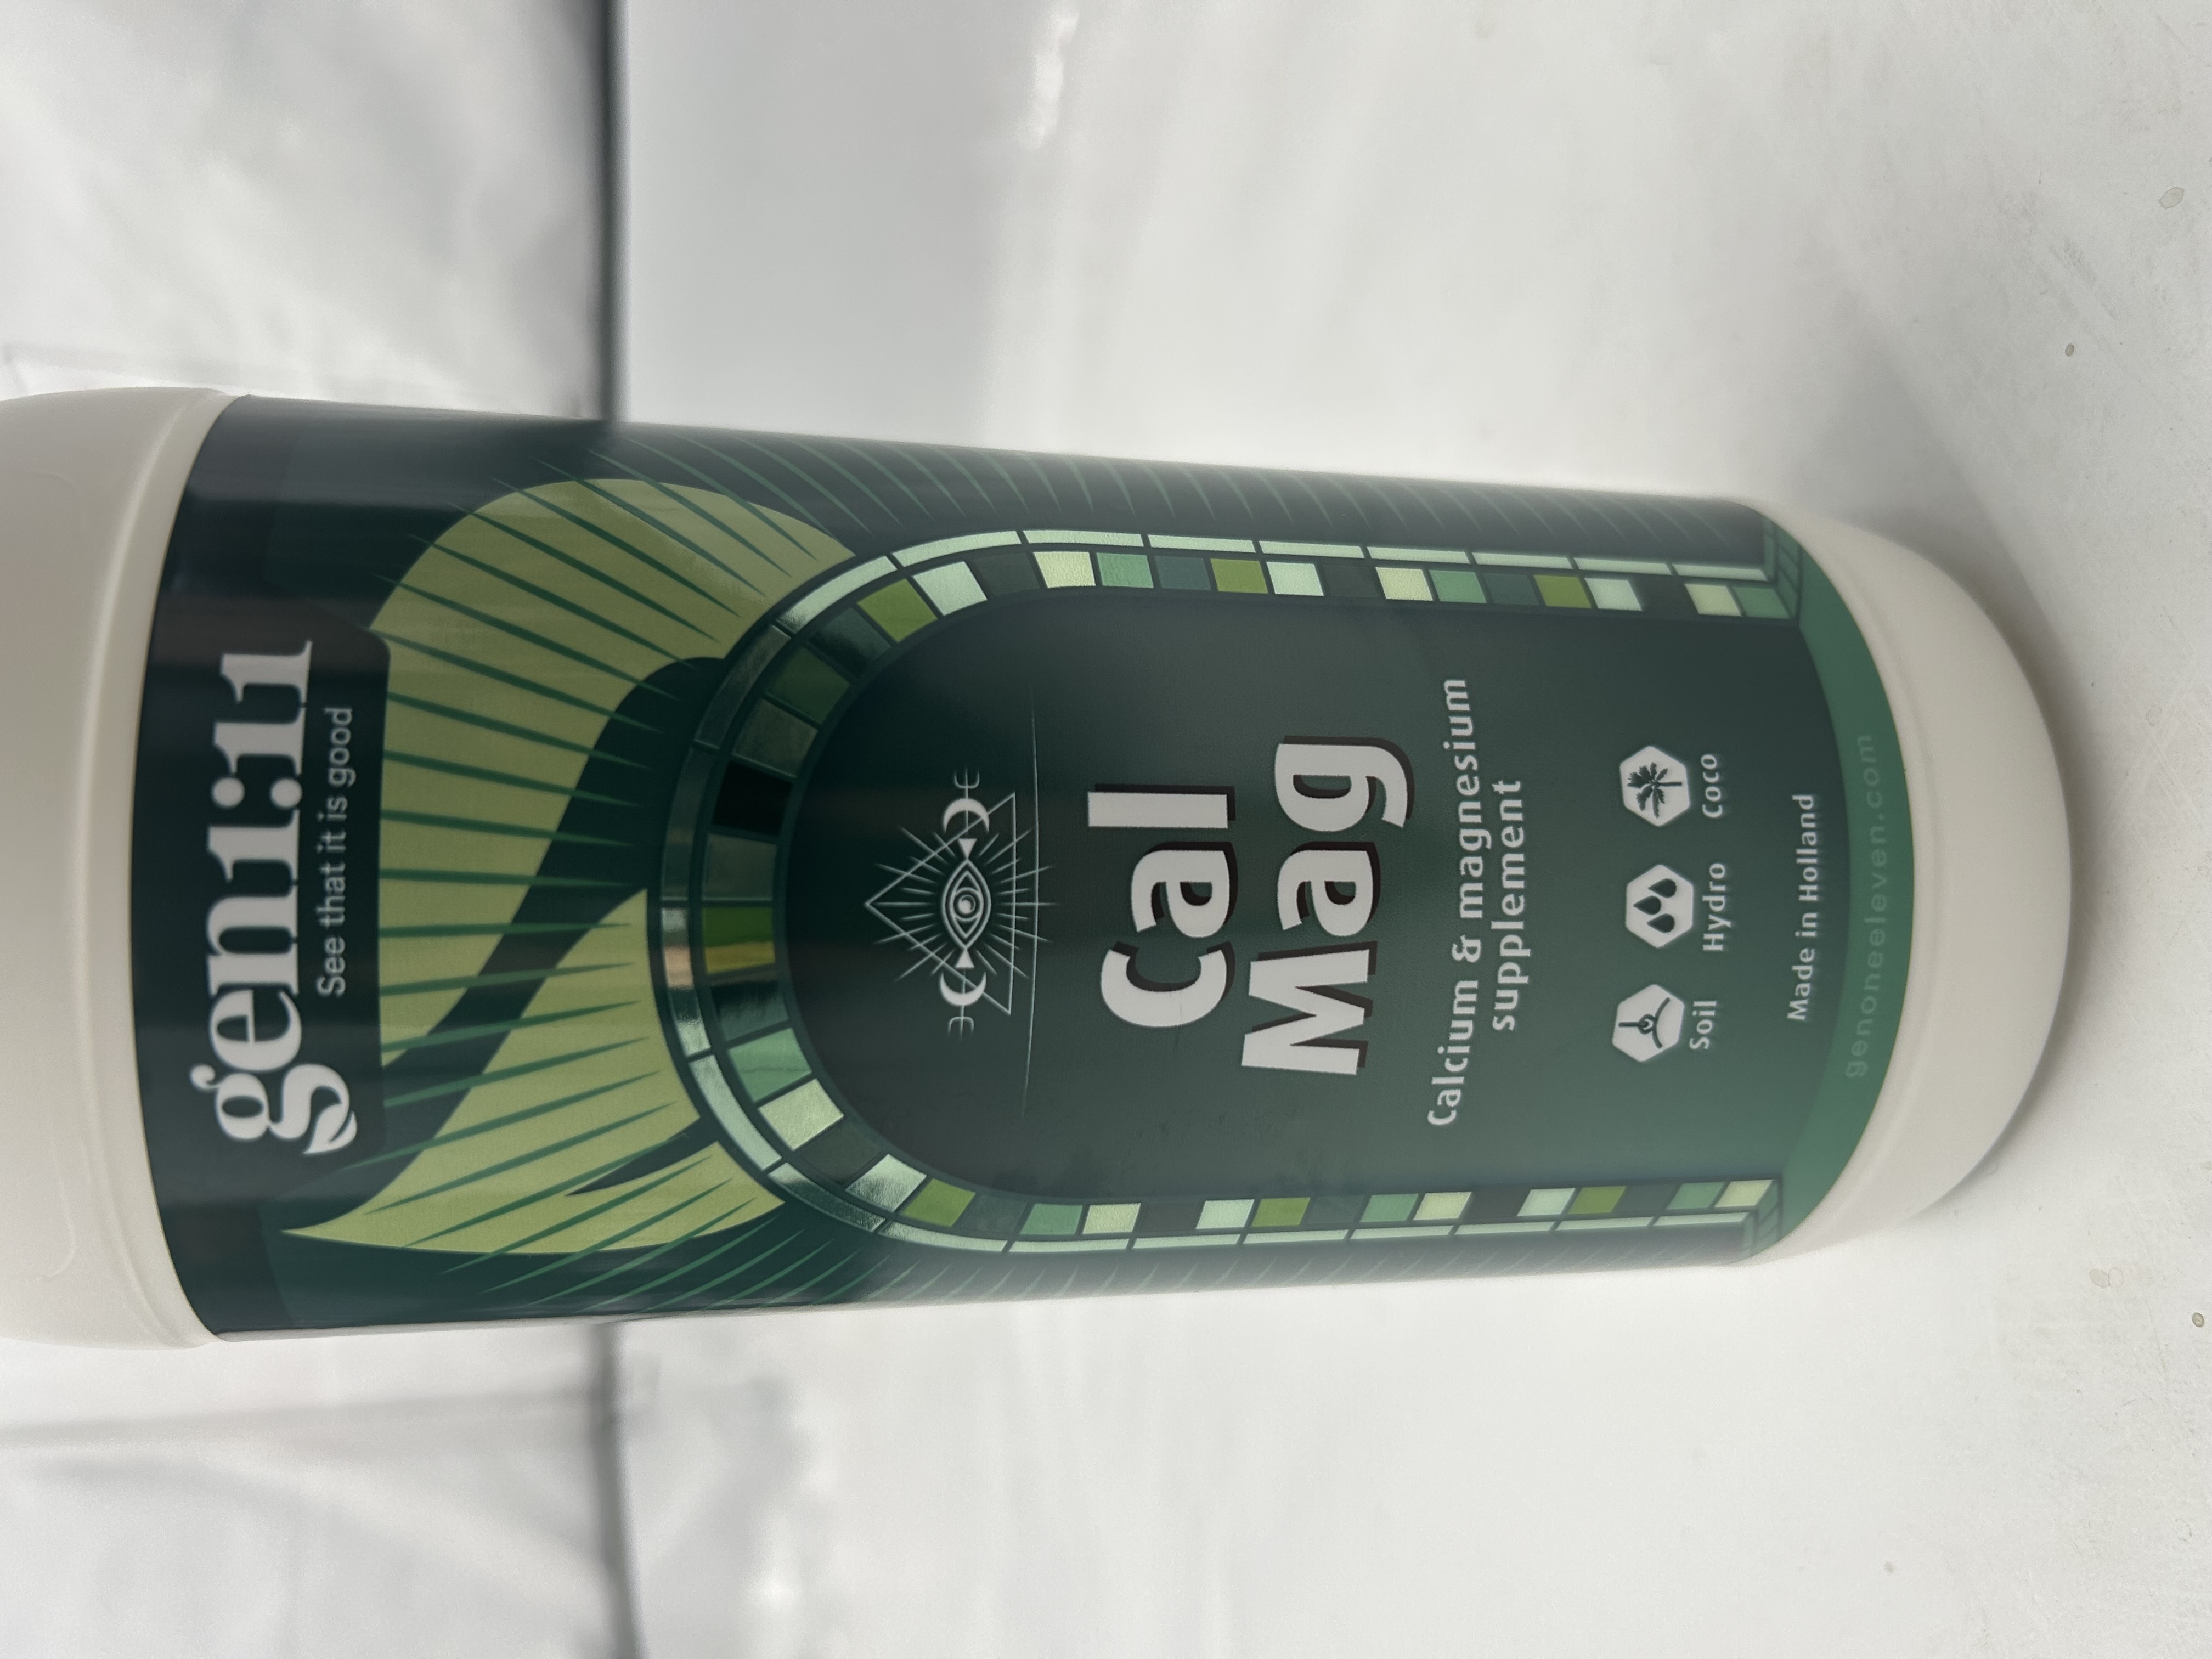 gen1:11
See that it is good
Cal
Mag
Calcium & magnesium
supplement
Soil
Hydro
Coco
Made in Holland
genoneeleven.com